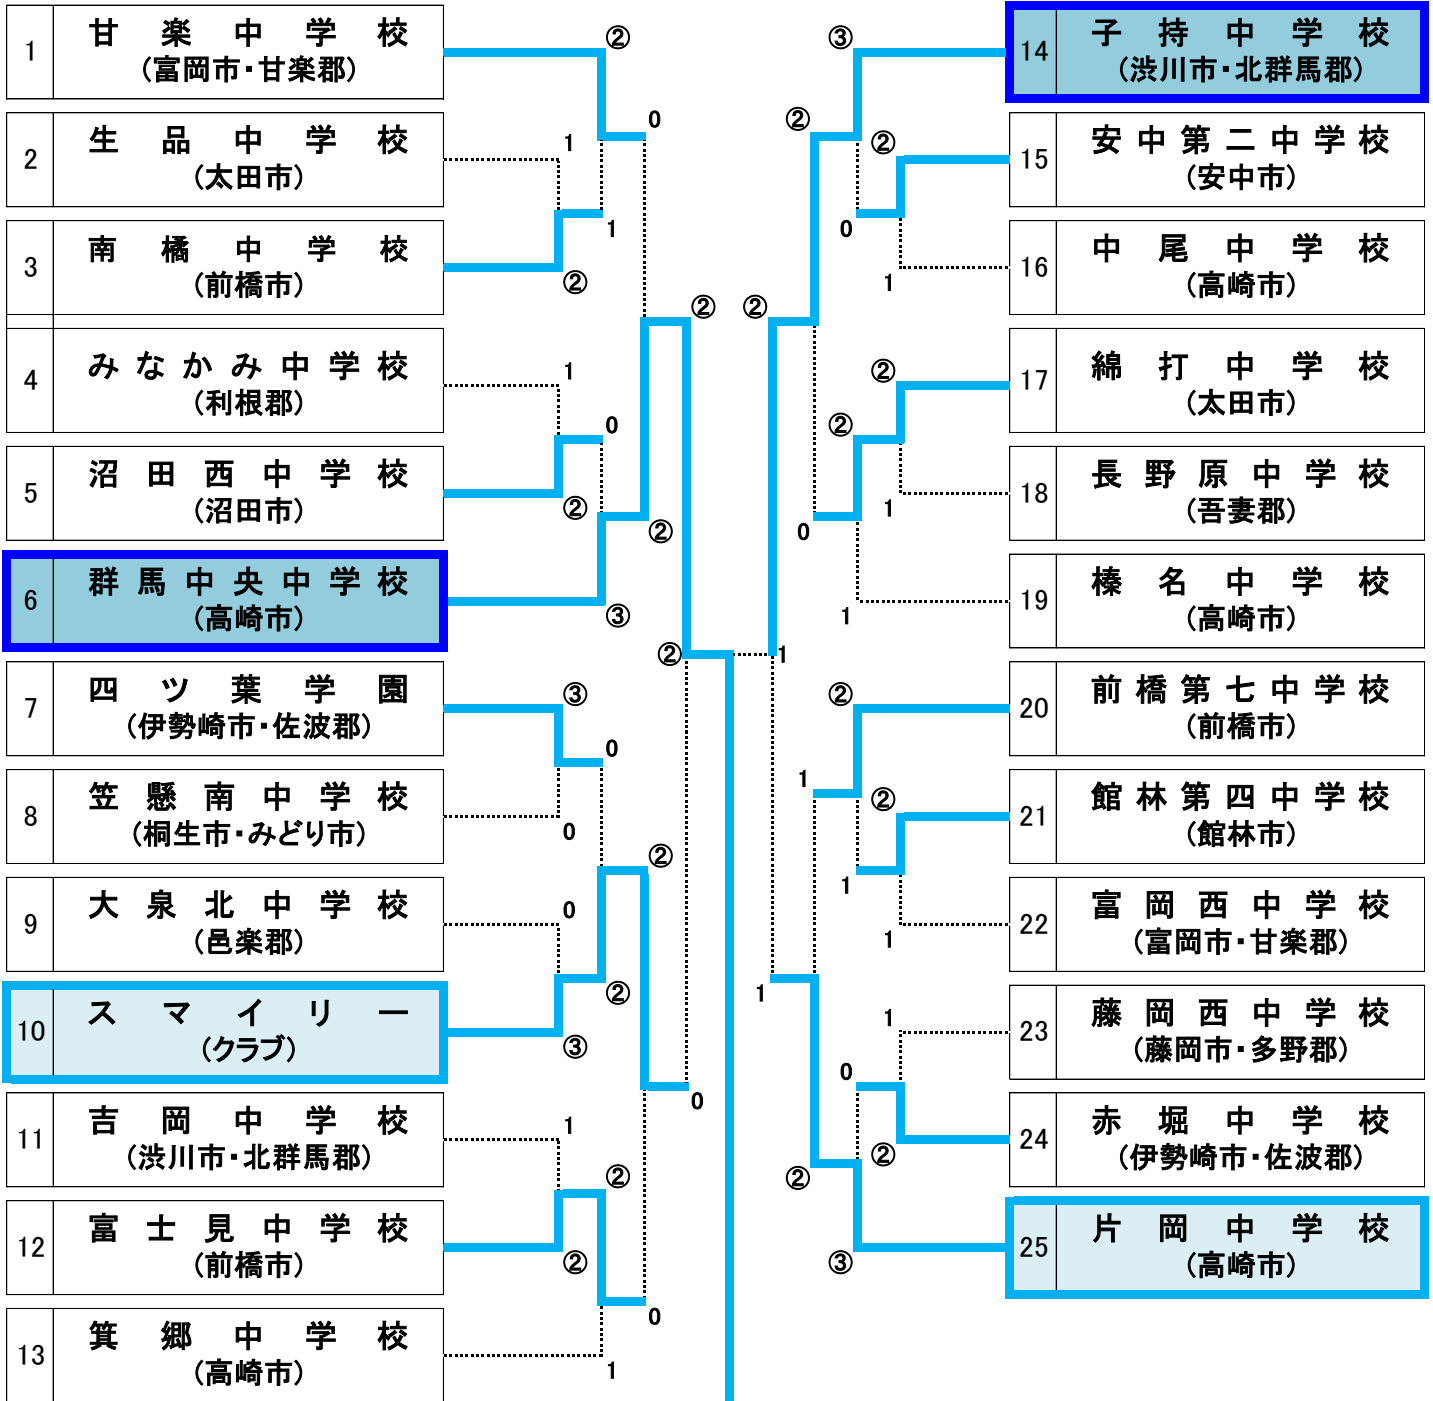 1 甘楽中学校
(富岡市・甘楽郡)
2 生品中学校
(太田市)
3 南橘中学校
(前橋市)
4 みなかみ中学校
(利根郡)
5 沼田西中学校
(沼田市)
6 群馬中央中学校
(高崎市)
7 四ツ葉学園
(伊勢崎市・佐波郡)
8 笠懸南中学校
(桐生市・みどり市)
9 大泉北中学校
(邑楽郡)
10 スマイリー
(クラブ)
11 吉岡中学校
(渋川市・北群馬郡)
12 富士見中学校
(前橋市)
13 箕郷中学校
(高崎市)
②
1
0
1
②
②
1
0
②
②
③
②
③
0
0
②
0
②
③
0
1
②
②
0
1
③
②
②
0
1
②
②
②
0
1
1
1
②
1
②
1
1
1
1
0
②
②
③
14 子持中学校
(渋川市・北群馬郡)
15 安中第二中学校
(安中市)
16 中尾中学校
(高崎市)
17 綿打中学校
(太田市)
18 長野原中学校
(吾妻郡)
19 榛名中学校
(高崎市)
20 前橋第七中学校
(前橋市)
21 館林第四中学校
(館林市)
22 富岡西中学校
(富岡市・甘楽郡)
23 藤岡西中学校
(藤岡市・多野郡)
24 赤堀中学校
(伊勢崎市・佐波郡)
25 片岡中学校
(高崎市)